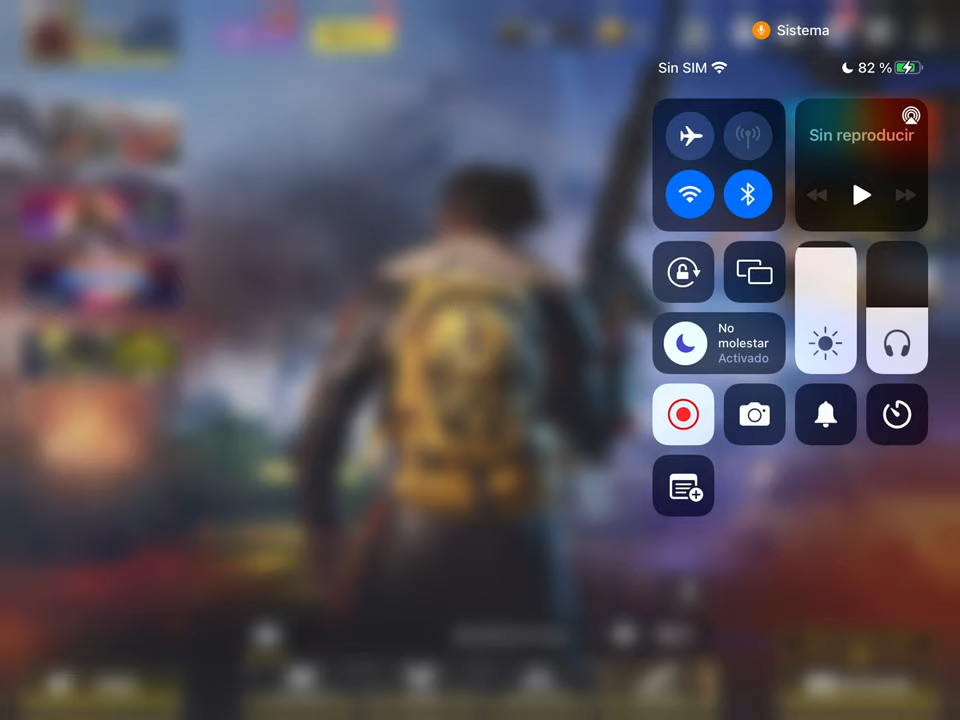 Sistema
Sin SIM
82 %
Sin reproducir
No
molestar
Activado